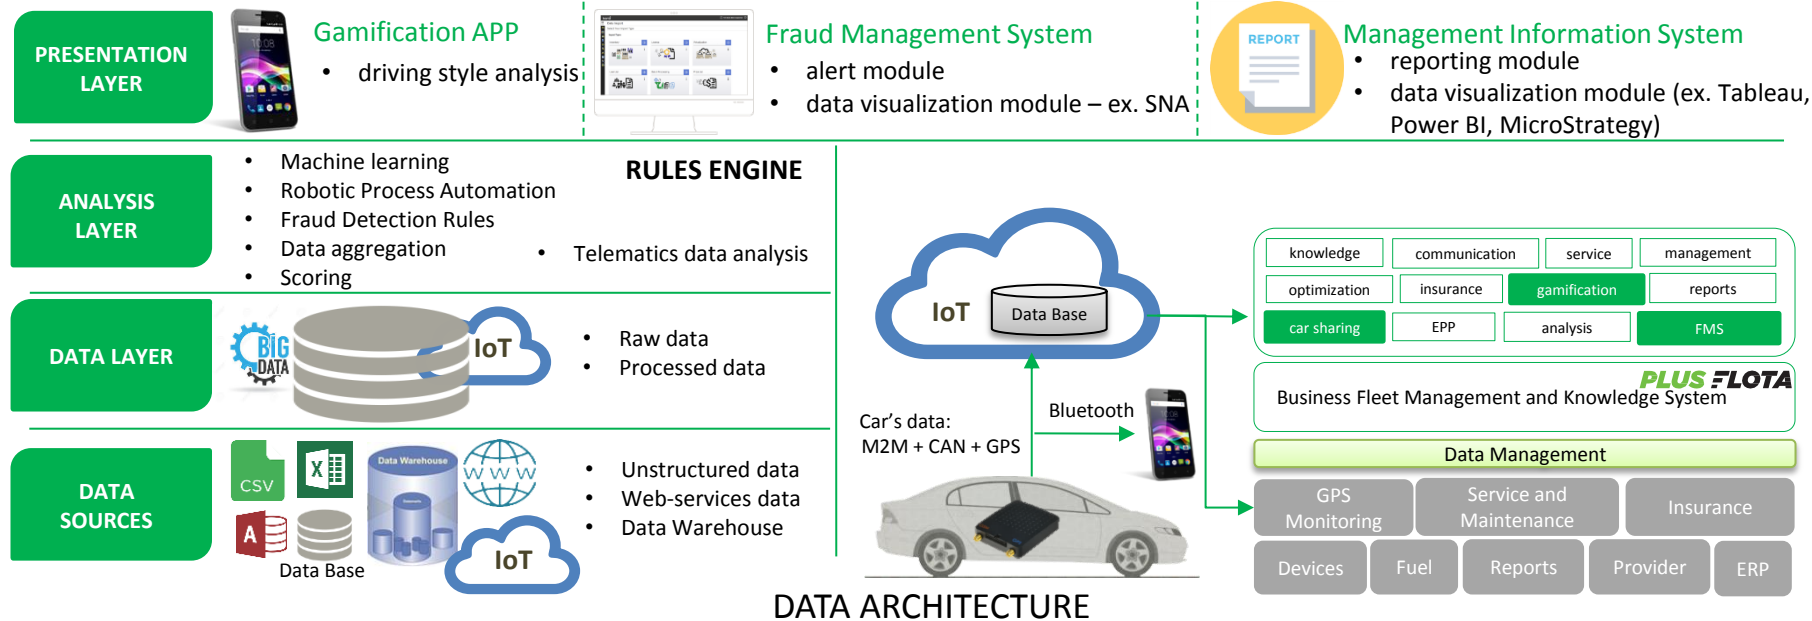 PRESENTATION
LAYER
10:08
Gamification APP
• driving style analysis
Fraud Management System
• alert module
• data visualization module – ex. SNA
REPORT
Management Information System
• reporting module
• data visualization module (ex. Tableau,
Power BI, MicroStrategy)
ANALYSIS
LAYER
• Machine learning
• Robotic Process Automation
• Fraud Detection Rules
• Data aggregation
• Scoring
RULES ENGINE
• Telematics data analysis
DATA LAYER
BIG
DATA
IoT
• Raw data
• Processed data
DATA
SOURCES
CSV
X
A
Data Base
Data Warehouse
WWW
IoT
• Unstructured data
• Web-services data
• Data Warehouse
IoT
Data Base
Car's data:
M2M + CAN + GPS
Bluetooth
knowledge
communication
service
management
optimization
insurance
gamification
reports
car sharing
EPP
analysis
FMS
PLUS FLOTA
Business Fleet Management and Knowledge System
Data Management
GPS
Monitoring
Service and
Maintenance
Insurance
Devices
Fuel
Reports
Provider
ERP
DATA ARCHITECTURE